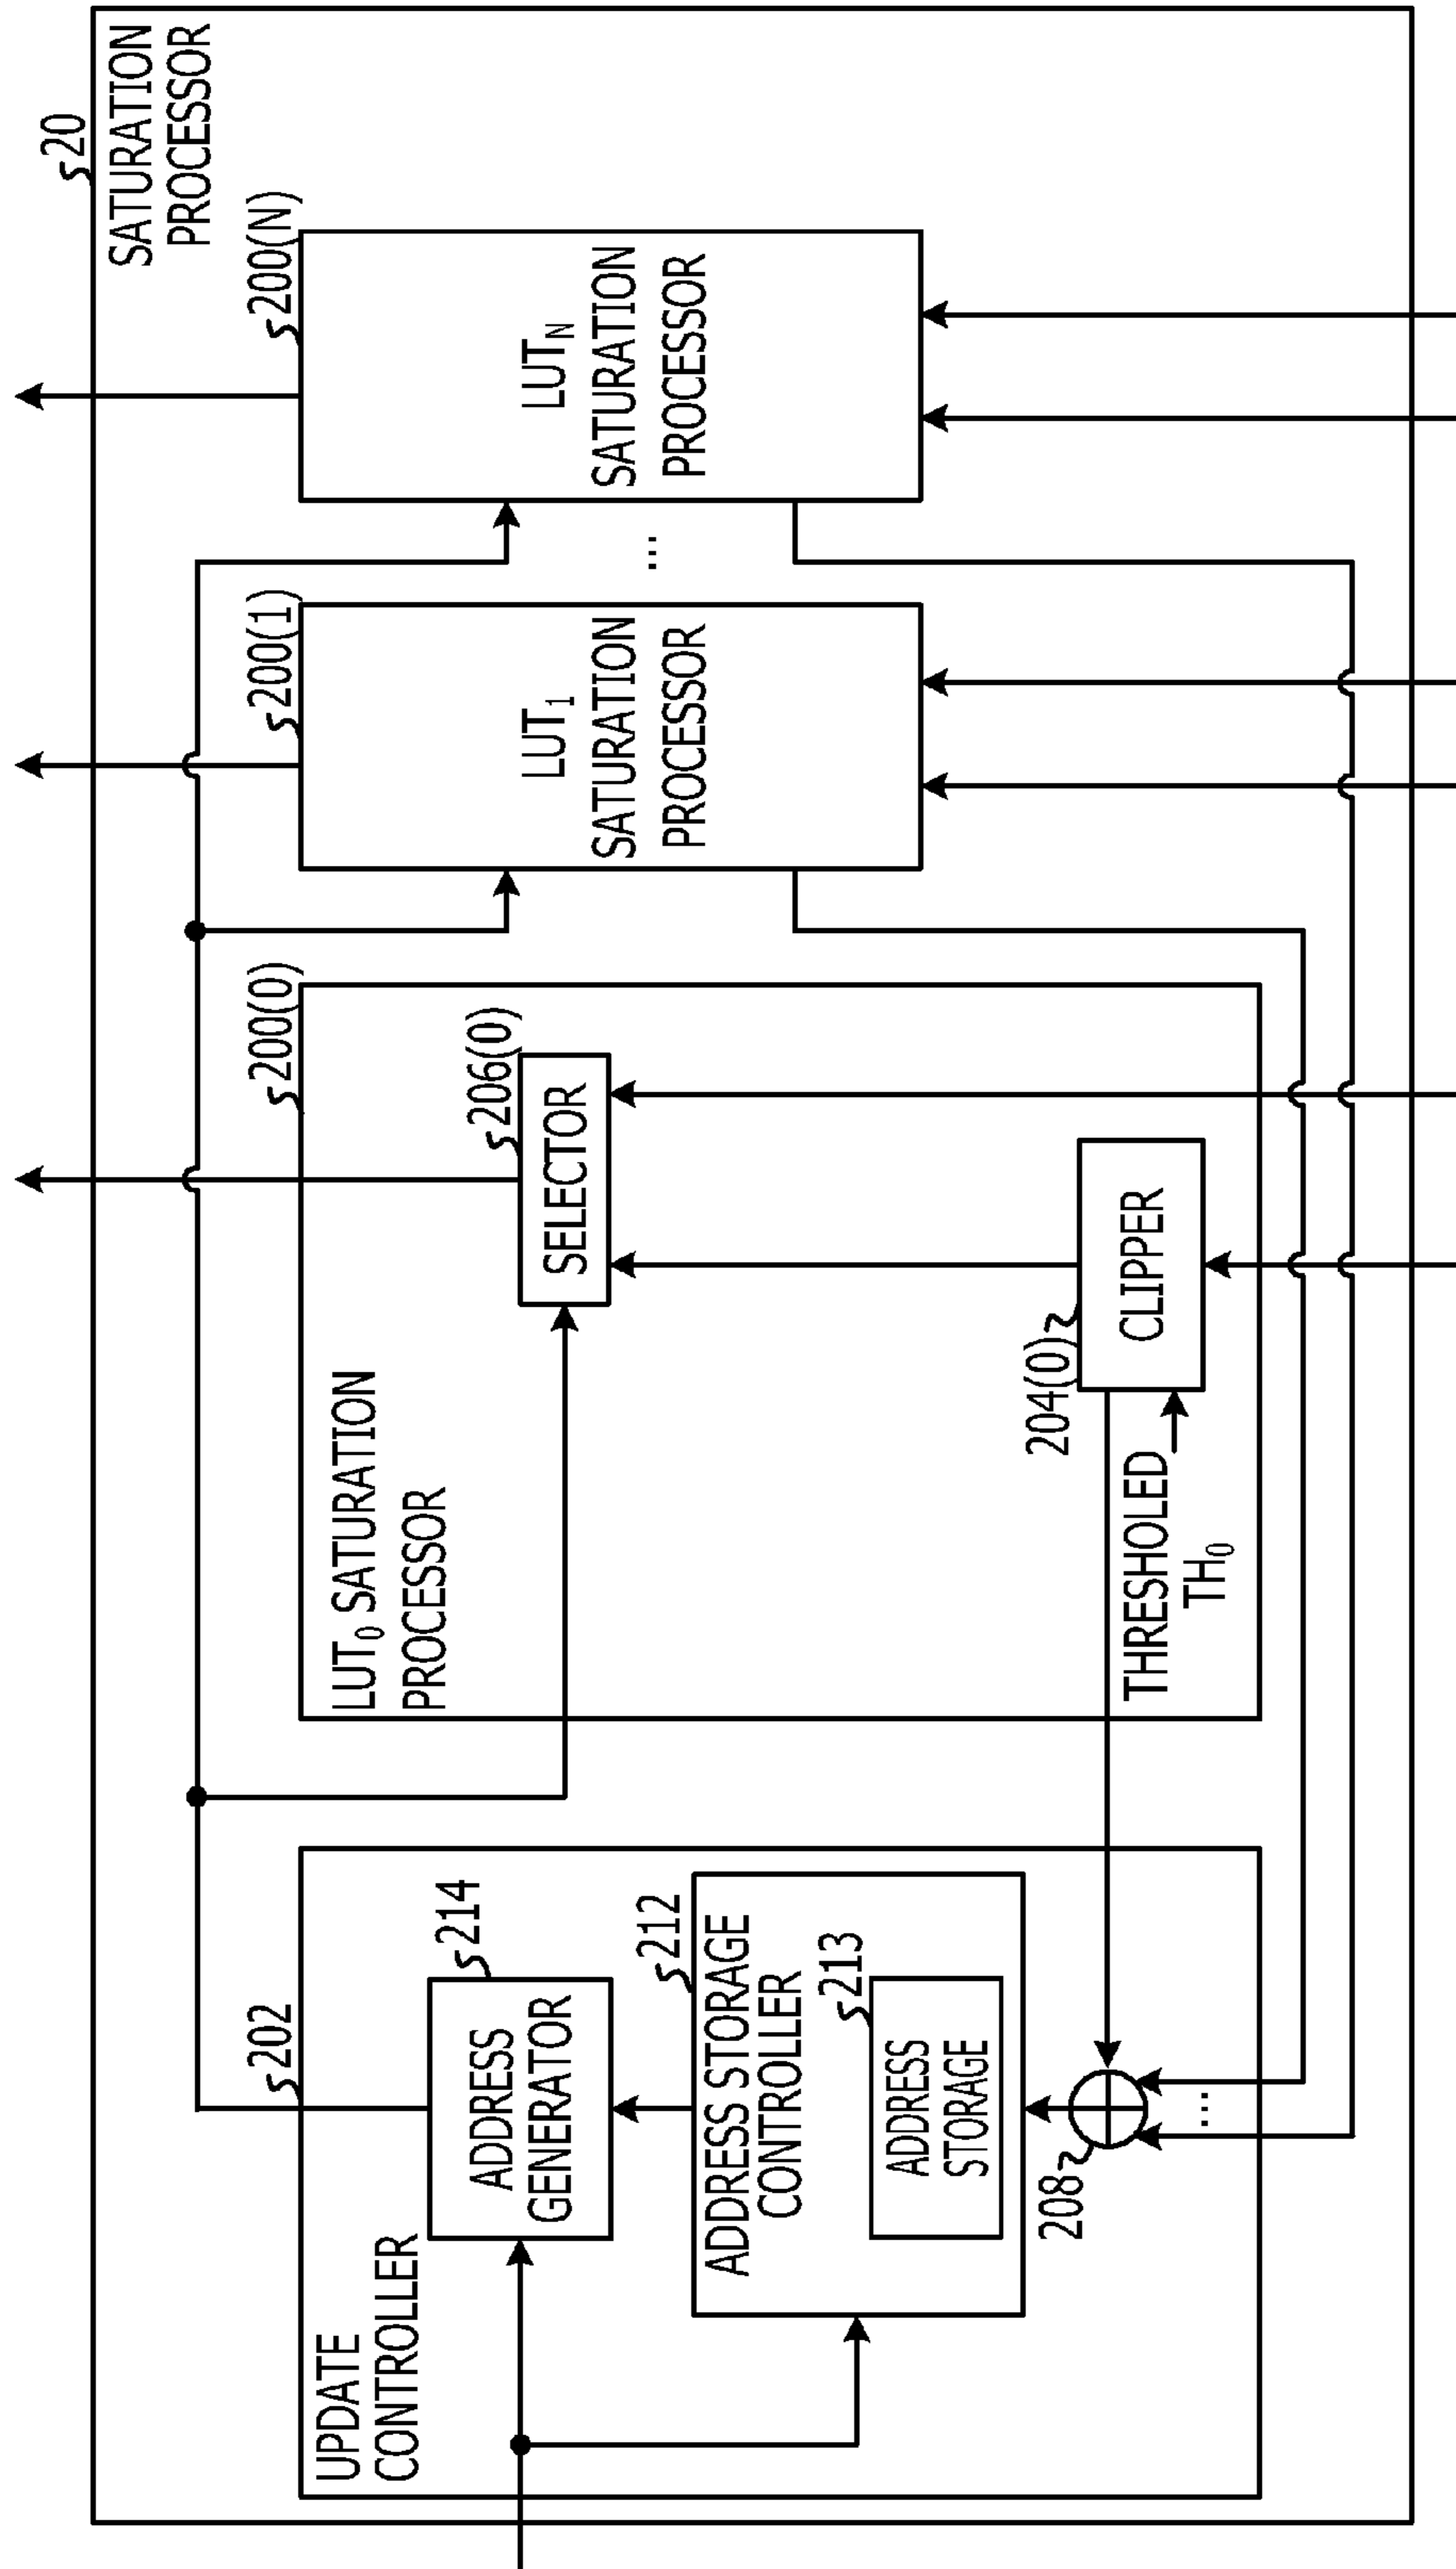 20
SATURATION
PROCESSOR
202
UPDATE
CONTROLLER
214
ADDRESS
GENERATOR
212
ADDRESS STORAGE
CONTROLLER
213
ADDRESS
STORAGE
208
...
200(0)
LUT₀ SATURATION
PROCESSOR
206(0)
SELECTOR
204(0)
CLIPPER
THRESHOLED
TH₀
200(1)
LUT₁
SATURATION
PROCESSOR
...
200(N)
LUT_N
SATURATION
PROCESSOR